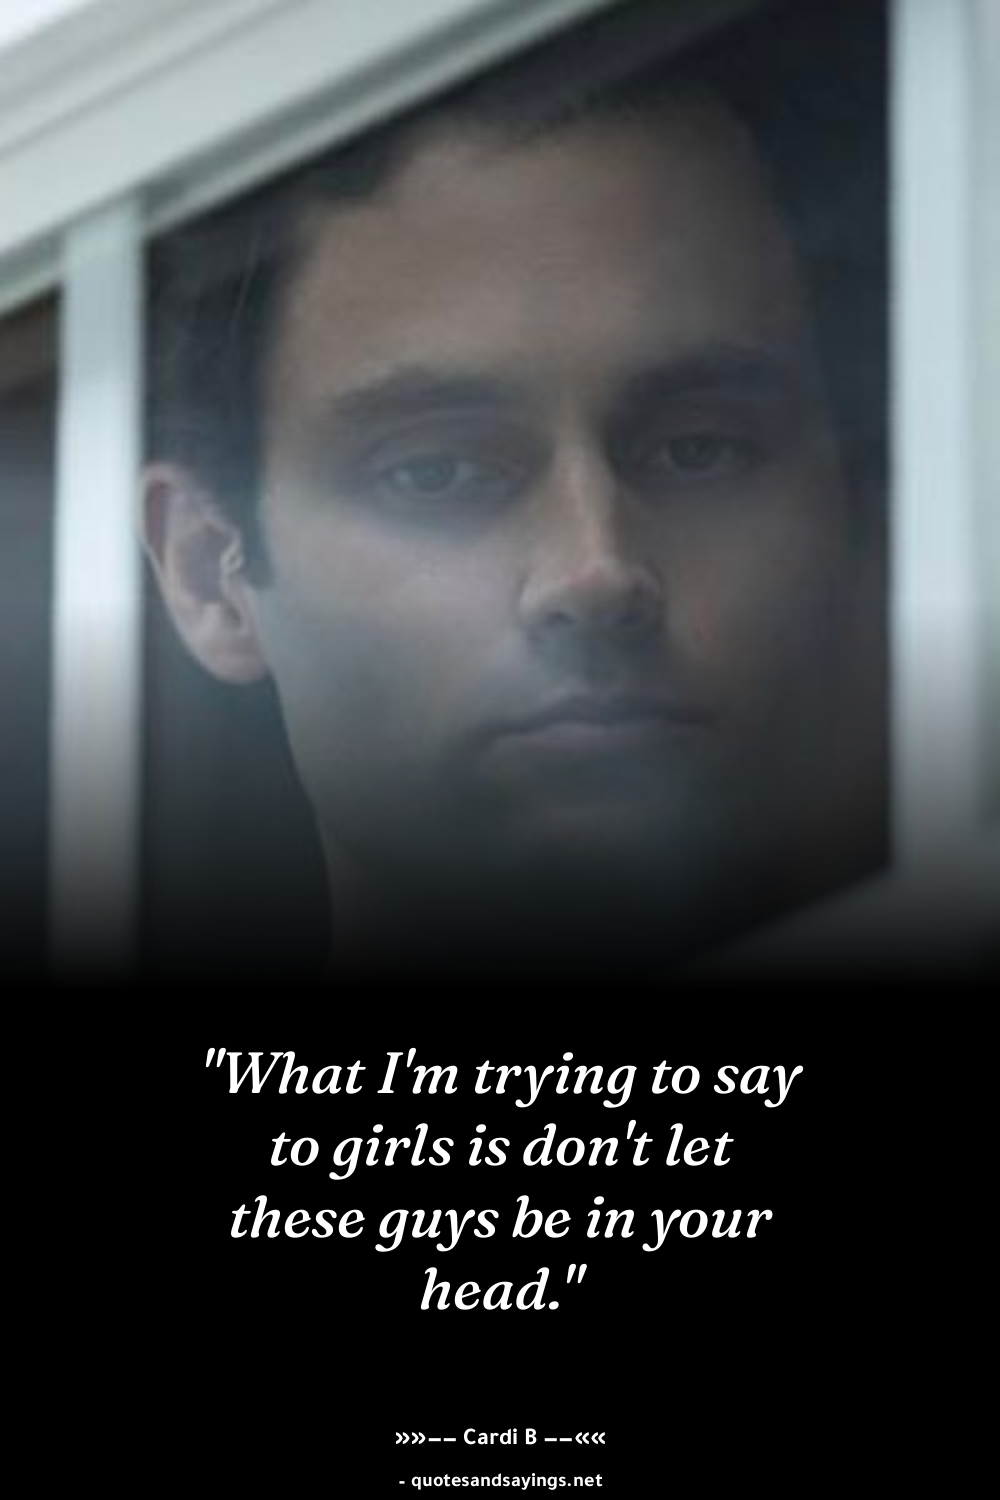 "What I'm trying to say
to girls is don't let
these guys be in your
head."
»»–– Cardi B ––««
- quotesandsayings.net